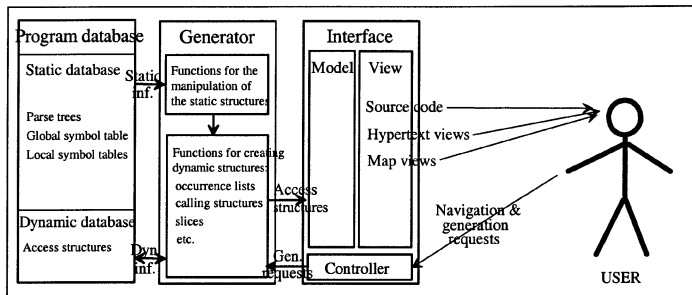 Program database
Static database
Parse trees
Global symbol table
Local symbol tables
Dynamic database
Access structures
Static
inf.
Dyn.
inf.
Generator
Functions for the
manipulation of
the static structures
Functions for creating
dynamic structures:
occurrence lists
calling structures
slices
etc.
Access
structures
Gen.
requests
Interface
Model
View
Controller
Source code
Hypertext views
Map views
Navigation &
generation
requests
USER